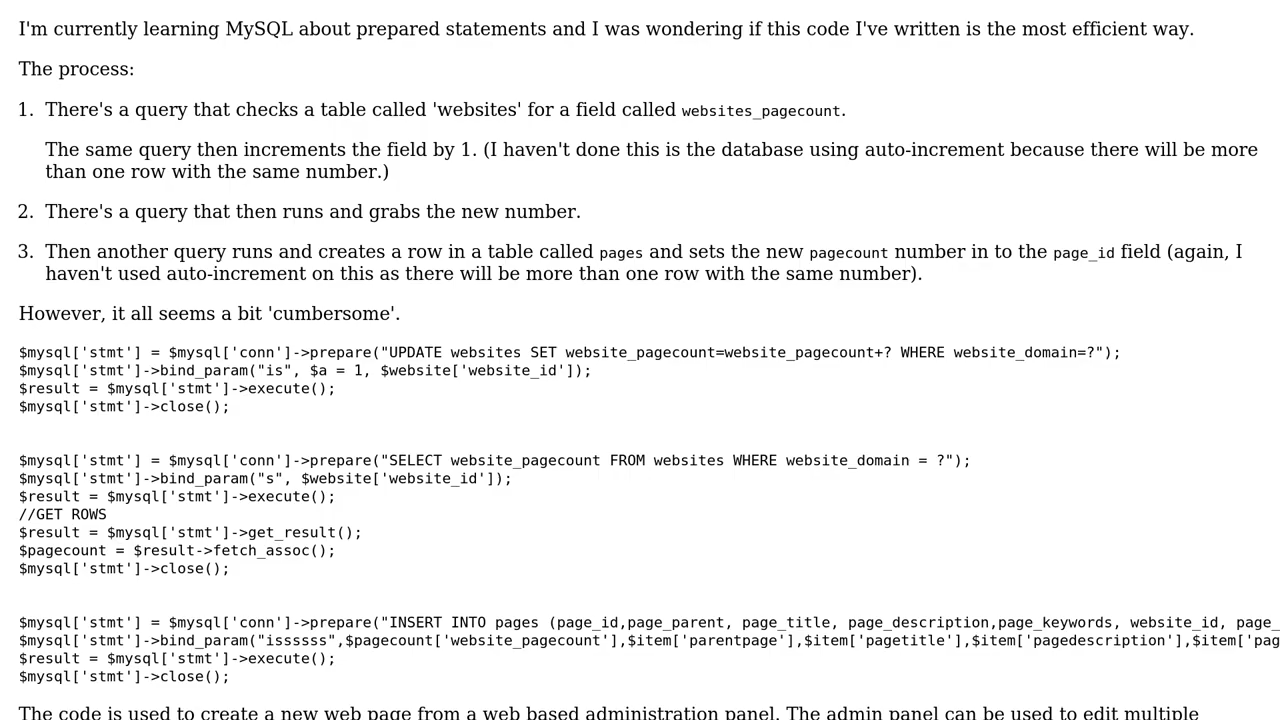 I'm currently learning MySQL about prepared statements and I was wondering if this code I've written is the most efficient way.
The process:
1. There's a query that checks a table called 'websites' for a field called websites_pagecount.
The same query then increments the field by 1. (I haven't done this is the database using auto-increment because there will be more
than one row with the same number.)
2. There's a query that then runs and grabs the new number.
3. Then another query runs and creates a row in a table called pages and sets the new pagecount number in to the page_id field (again, I
haven't used auto-increment on this as there will be more than one row with the same number).
However, it all seems a bit 'cumbersome'.
$mysql['stmt'] = $mysql['conn']->prepare("UPDATE websites SET website_pagecount=website_pagecount+? WHERE website_domain=?");
$mysql['stmt']->bind_param("is", $a = 1, $website['website_id']);
$result = $mysql['stmt']->execute();
$mysql['stmt']->close();
$mysql['stmt'] = $mysql['conn']->prepare("SELECT website_pagecount FROM websites WHERE website_domain = ?");
$mysql['stmt']->bind_param("s", $website['website_id']);
$result = $mysql['stmt']->execute();
//GET ROWS
$result = $mysql['stmt']->get_result();
$pagecount = $result->fetch_assoc();
$mysql['stmt']->close();
$mysql['stmt'] = $mysql['conn']->prepare("INSERT INTO pages (page_id,page_parent, page_title, page_description,page_keywords, website_id, page_
$mysql['stmt']->bind_param("issssss",$pagecount['website_pagecount'],$item['parentpage'],$item['pagetitle'],$item['pagedescription'],$item['pag
$result = $mysql['stmt']->execute();
$mysql['stmt']->close();
The code is used to create a new web page from a web based administration panel. The admin panel can be used to edit multiple